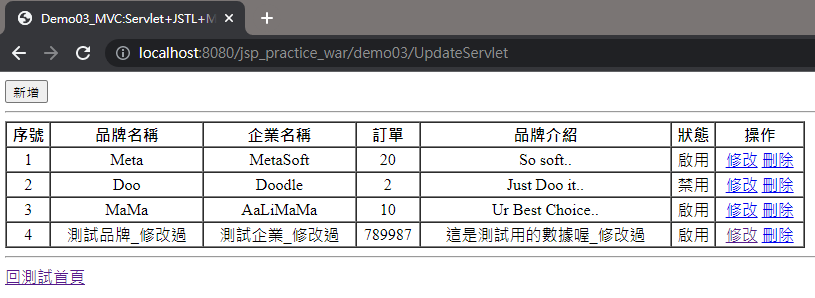 Demo03_MVC:Servlet+JSTL+M
localhost:8080/jsp_practice_war/demo03/UpdateServlet
新增
序號 品牌名稱 企業名稱 訂單 品牌介紹 狀態 操作
1 Meta MetaSoft 20 So soft.. 啟用 修改 刪除
2 Doo Doodle 2 Just Doo it.. 禁用 修改 刪除
3 MaMa AaLiMaMa 10 Ur Best Choice.. 啟用 修改 刪除
4 測試品牌_修改過 測試企業_修改過 789987 這是測試用的數據喔_修改過 啟用 修改 刪除
回測試首頁